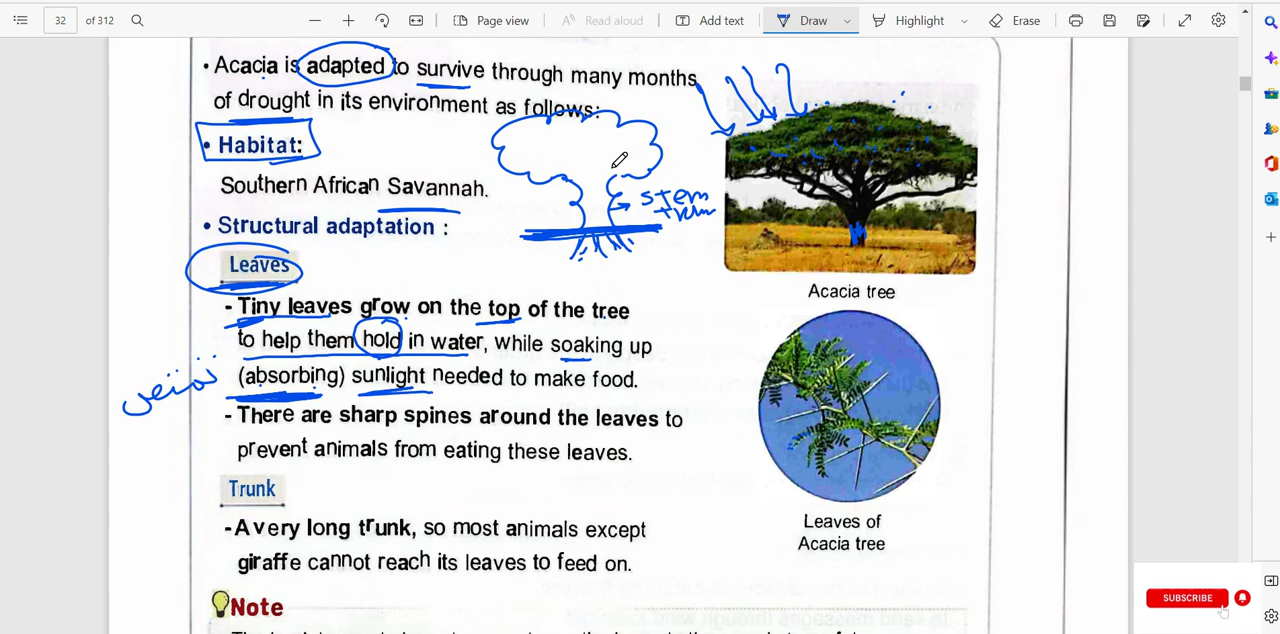 32 of 312 Page view Read aloud Add text Draw Highlight Erase
• Acacia is adapted to survive through many months
of drought in its environment as follows:
• Habitat:
Southern African Savannah.
stem
• Structural adaptation :
Leaves
- Tiny leaves grow on the top of the tree
to help them hold in water, while soaking up
(absorbing) sunlight needed to make food.
- There are sharp spines around the leaves to
prevent animals from eating these leaves.
Trunk
- A very long trunk, so most animals except
giraffe cannot reach its leaves to feed on.
Note
Acacia tree
Leaves of
Acacia tree
SUBSCRIBE